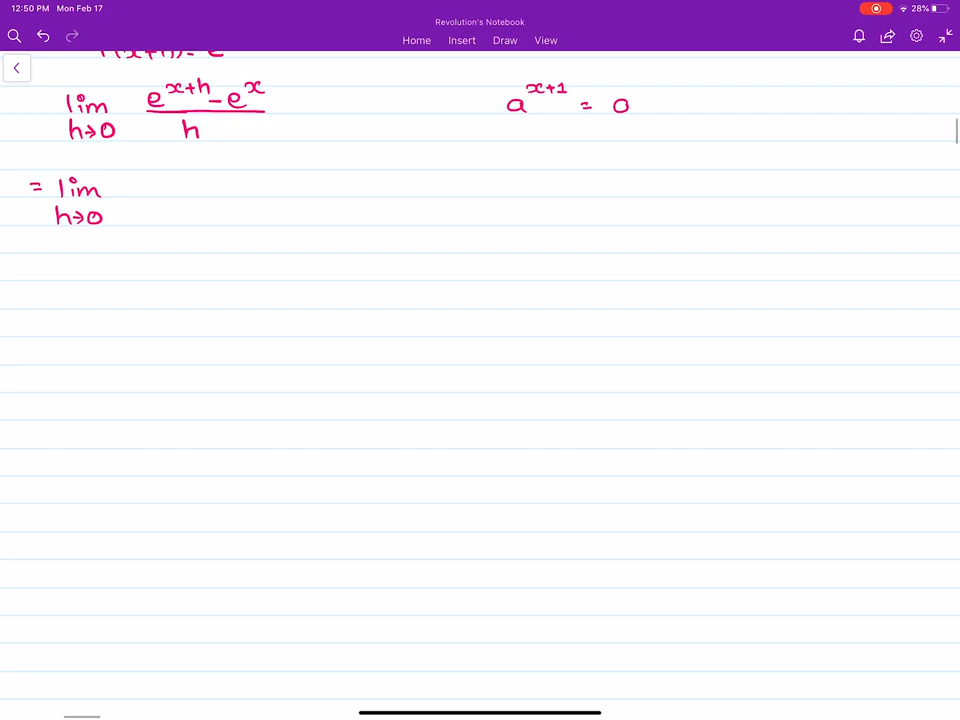 12:50 PM Mon Feb 17
28%
Revolution's Notebook
Home Insert Draw View
lim e^{x+h} - e^x
h→0 h
a^{x+1} = 0
= lim
h→0